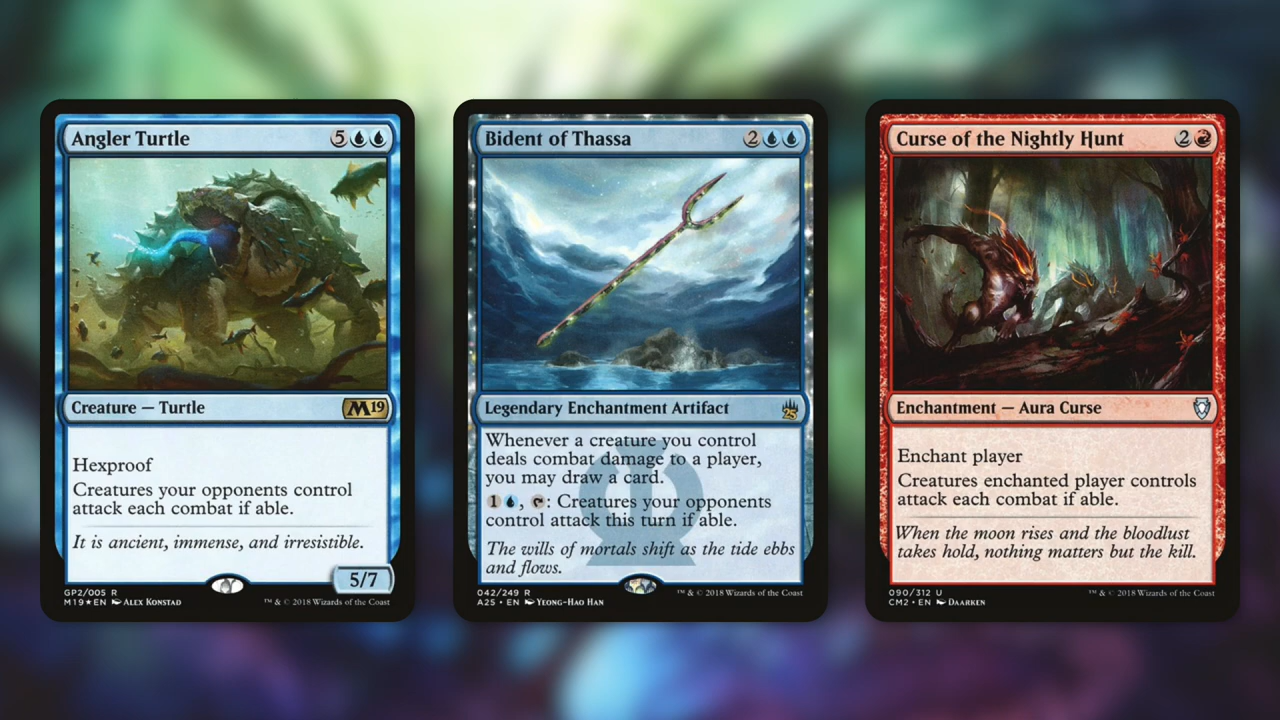 Angler Turtle
5
Creature — Turtle
M19
Hexproof
Creatures your opponents control
attack each combat if able.
It is ancient, immense, and irresistible.
5/7
GP2/005 R
M19 ★ EN ALEX KONSTAD
™ & © 2018 Wizards of the Coast
Bident of Thassa
2
Legendary Enchantment Artifact
25
Whenever a creature you control
deals combat damage to a player,
you may draw a card.
1 , : Creatures your opponents
control attack this turn if able.
The wills of mortals shift as the tide ebbs
and flows.
042/249 R
A25 • EN YEONG-HAO HAN
™ & © 2018 Wizards of the Coast
Curse of the Nightly Hunt
2
Enchantment — Aura Curse
Enchant player
Creatures enchanted player controls
attack each combat if able.
When the moon rises and the bloodlust
takes hold, nothing matters but the kill.
090/312 U
CM2 • EN DAARKEN
™ & © 2018 Wizards of the Coast